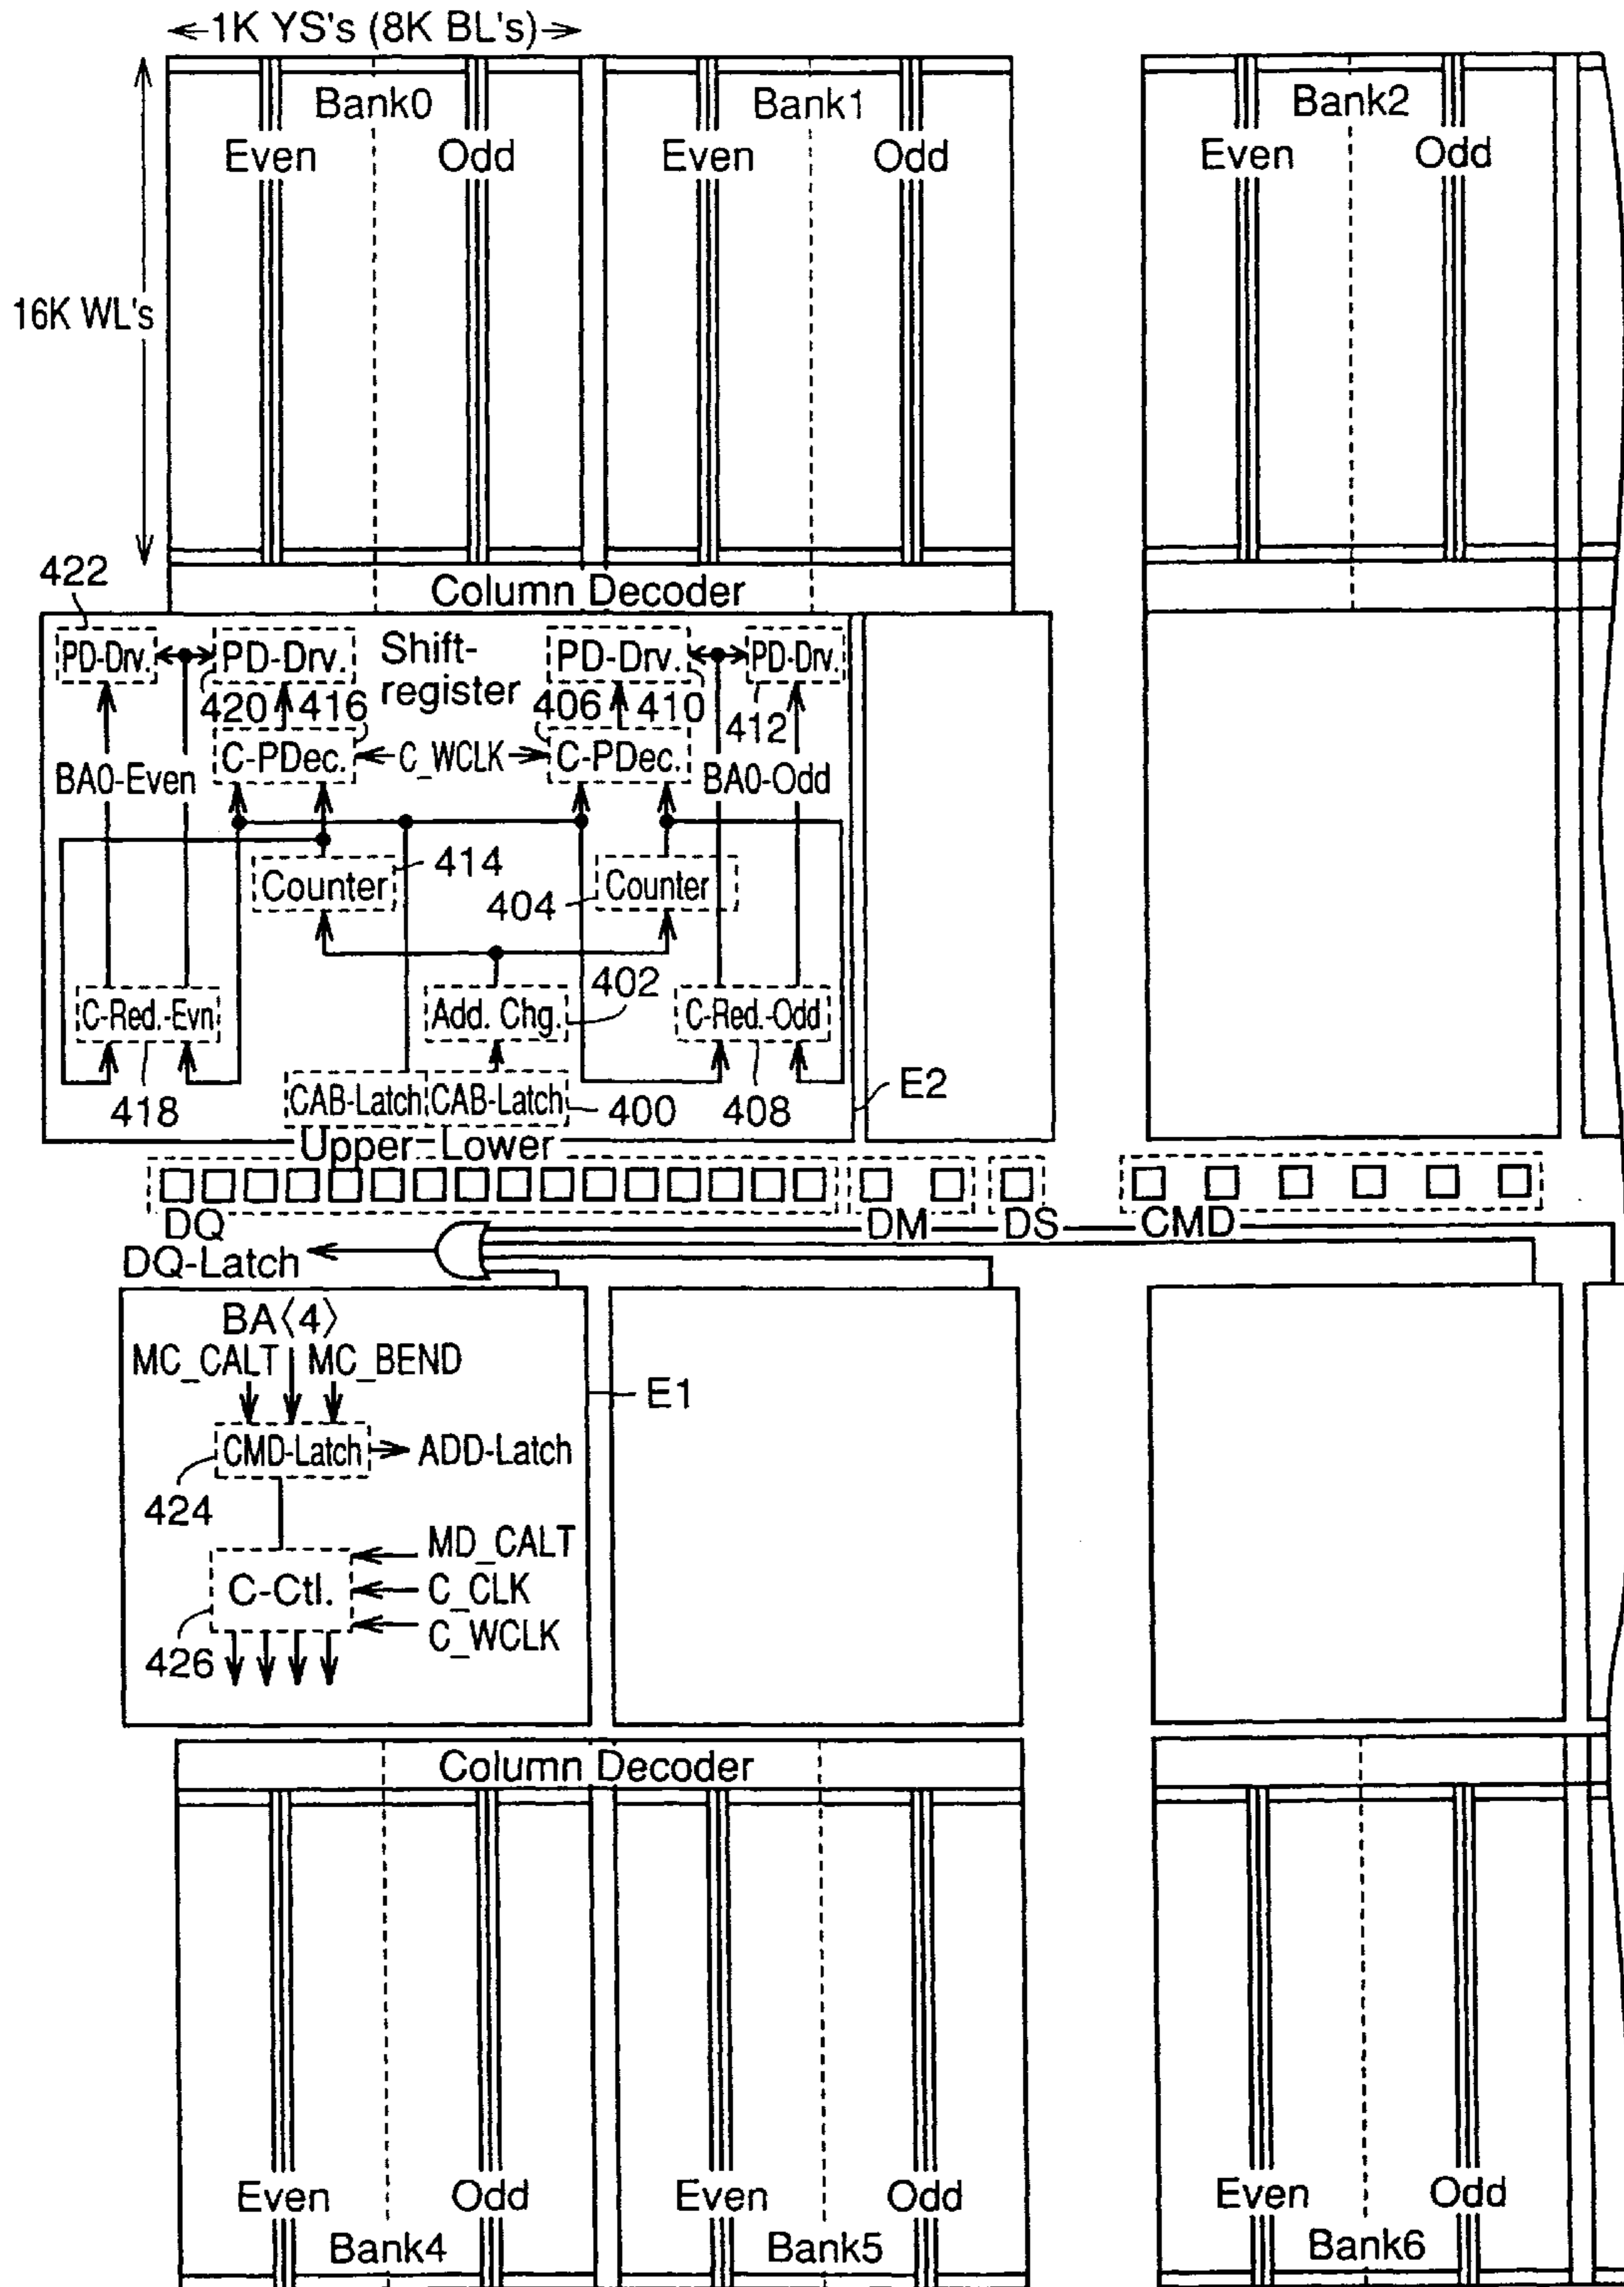 1K YS's (8K BL's)
Bank0 Bank1 Bank2
Even Odd Even Odd Even Odd
16K WL's
422
Column Decoder
PD-Drv. PD-Drv. Shift-register PD-Drv. PD-Drv.
420 416 406 410 412
C-PDec. C_WCLK C-PDec.
BA0-Even BA0-Odd
414
Counter 404 Counter
402
C-Red.-Evn Add. Chg. C-Red.-Odd
E2
418 CAB-Latch CAB-Latch 400 408
Upper Lower
DQ DM DS CMD
DQ-Latch
BA⟨4⟩
MC_CALT MC_BEND
E1
CMD-Latch ADD-Latch
424
MD_CALT
C-Ctl. C_CLK
C_WCLK
426
Column Decoder
Even Odd Even Odd Even Odd
Bank4 Bank5 Bank6